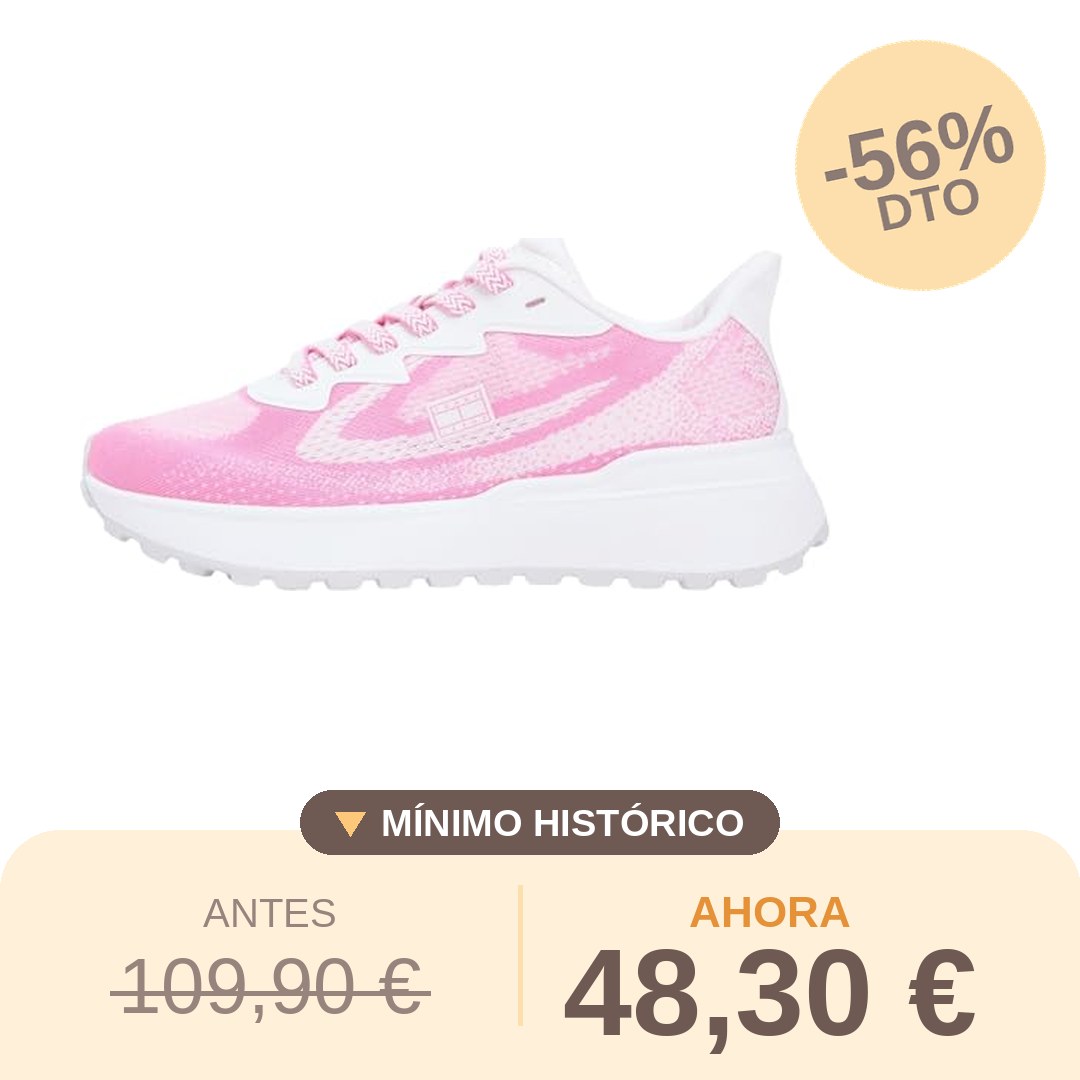 -56%
DTO
MÍNIMO HISTÓRICO
ANTES
AHORA
109,90 €
48,30 €